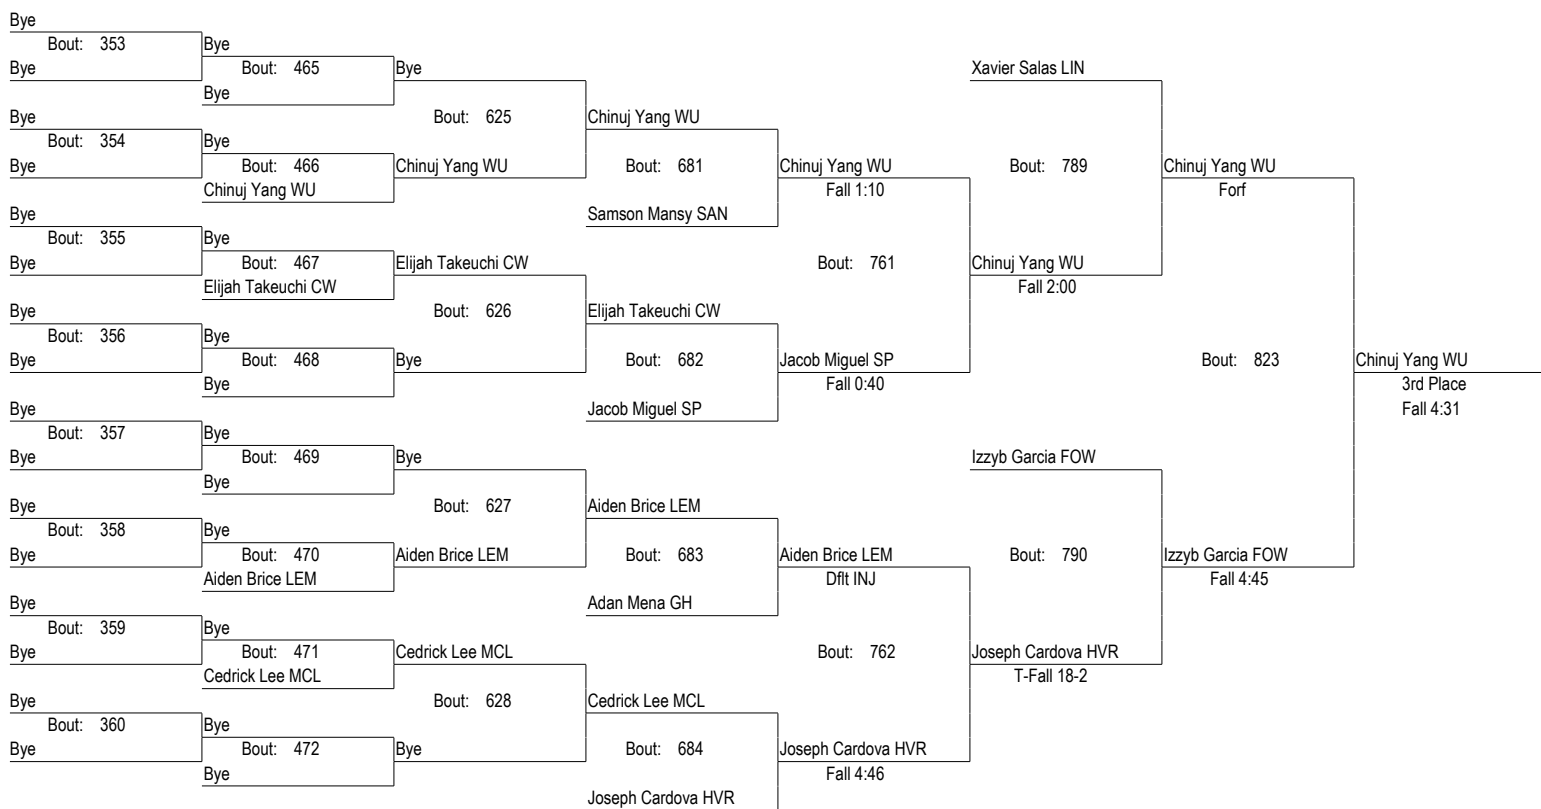 Bye
Bout: 353 Bye
Bye Bout: 465 Bye Xavier Salas LIN
Bye
Bye Bout: 625 Chinuj Yang WU
Bout: 354 Bye
Bye Bout: 466 Chinuj Yang WU Bout: 681 Chinuj Yang WU Bout: 789 Chinuj Yang WU
Chinuj Yang WU Fall 1:10 Forf
Bye Samson Mansy SAN
Bout: 355 Bye
Bye Bout: 467 Elijah Takeuchi CW Bout: 761 Chinuj Yang WU
Elijah Takeuchi CW Fall 2:00
Bye Bout: 626 Elijah Takeuchi CW
Bout: 356 Bye
Bye Bout: 468 Bye Bout: 682 Jacob Miguel SP Bout: 823 Chinuj Yang WU
Bye Fall 0:40 3rd Place
Bye Jacob Miguel SP Fall 4:31
Bout: 357 Bye
Bye Bout: 469 Bye Izzyb Garcia FOW
Bye
Bye Bout: 627 Aiden Brice LEM
Bout: 358 Bye
Bye Bout: 470 Aiden Brice LEM Bout: 683 Aiden Brice LEM Bout: 790 Izzyb Garcia FOW
Aiden Brice LEM Dflt INJ Fall 4:45
Bye Adan Mena GH
Bout: 359 Bye
Bye Bout: 471 Cedrick Lee MCL Bout: 762 Joseph Cardova HVR
Cedrick Lee MCL T-Fall 18-2
Bye Bout: 628 Cedrick Lee MCL
Bout: 360 Bye
Bye Bout: 472 Bye Bout: 684 Joseph Cardova HVR
Bye Fall 4:46
Joseph Cardova HVR